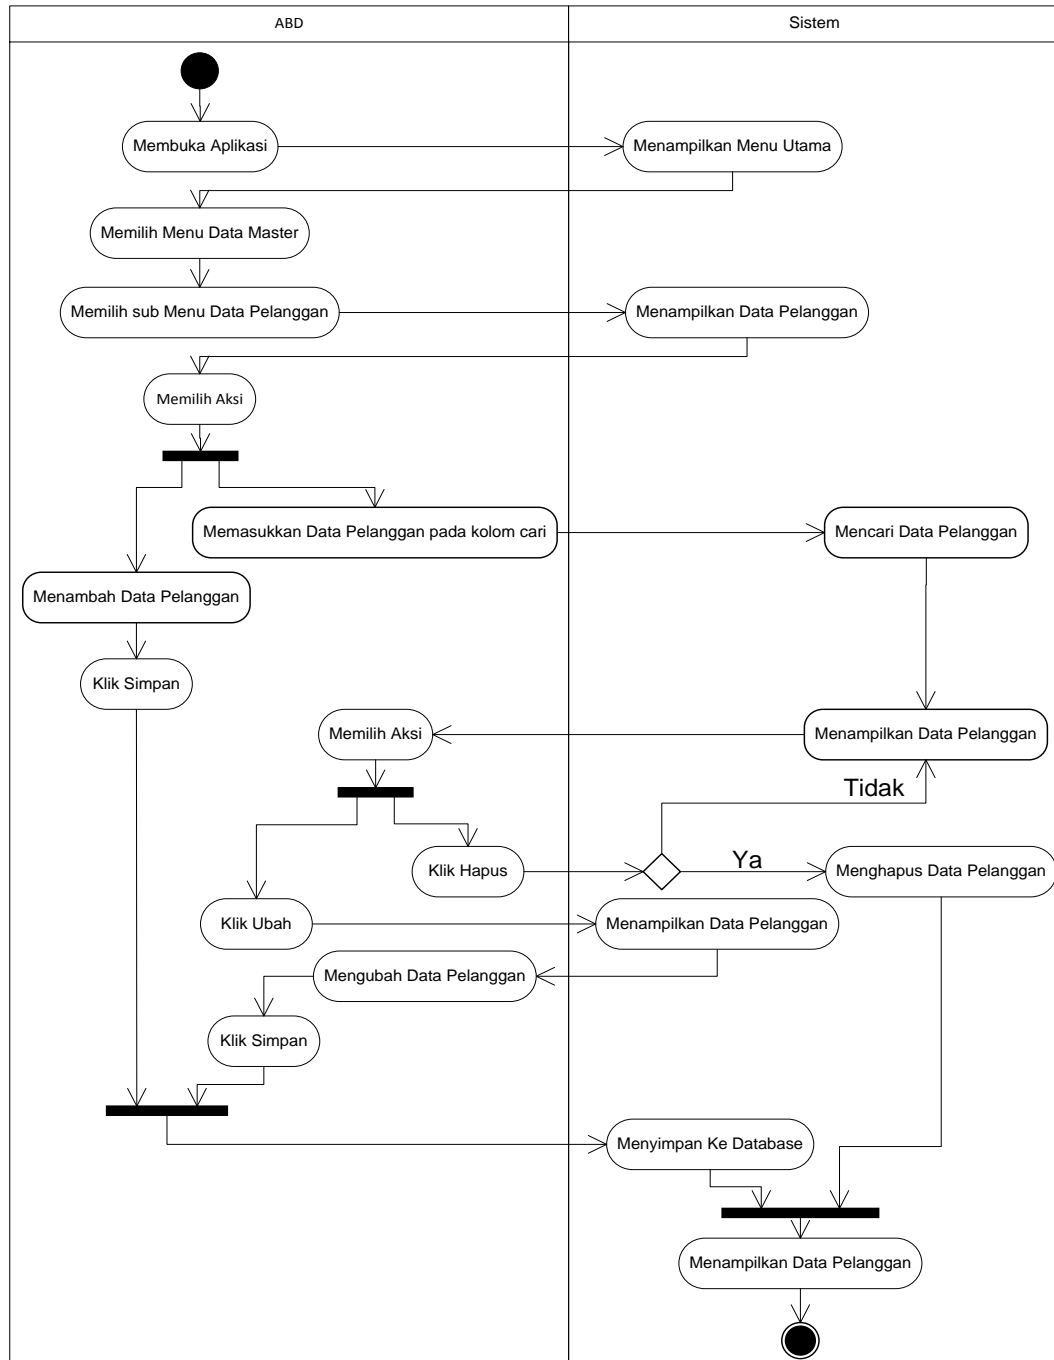 ABD
Sistem
Membuka Aplikasi
Menampilkan Menu Utama
Memilih Menu Data Master
Memilih sub Menu Data Pelanggan
Menampilkan Data Pelanggan
Memilih Aksi
Memasukkan Data Pelanggan pada kolom cari
Mencari Data Pelanggan
Menambah Data Pelanggan
Klik Simpan
Memilih Aksi
Menampilkan Data Pelanggan
Tidak
Klik Hapus
Ya
Menghapus Data Pelanggan
Klik Ubah
Menampilkan Data Pelanggan
Mengubah Data Pelanggan
Klik Simpan
Menyimpan Ke Database
Menampilkan Data Pelanggan